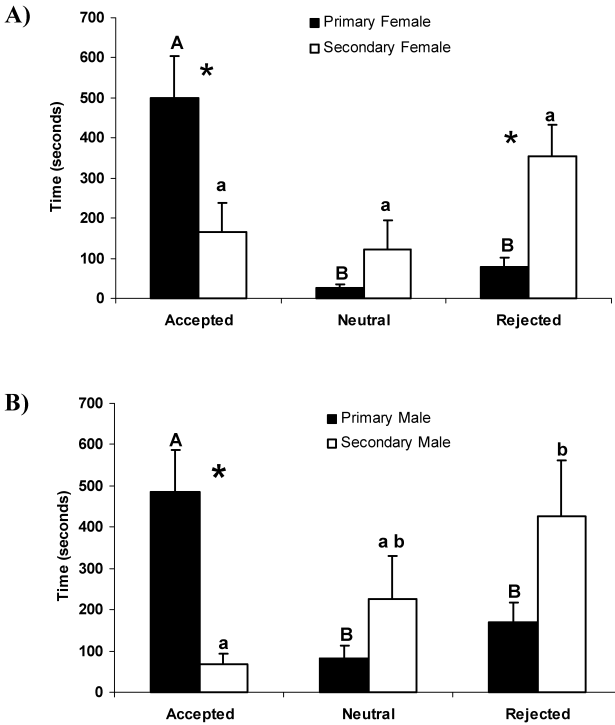 A)
700
Primary Female
A
600
Secondary Female
*
500
a
*
400
Time (seconds)
300
a
a
200
B
B
100
0
Accepted Neutral Rejected
B)
700
Primary Male
600
A
Secondary Male
*
b
500
400
a b
Time (seconds)
300
B
200
B
a
100
0
Accepted Neutral Rejected